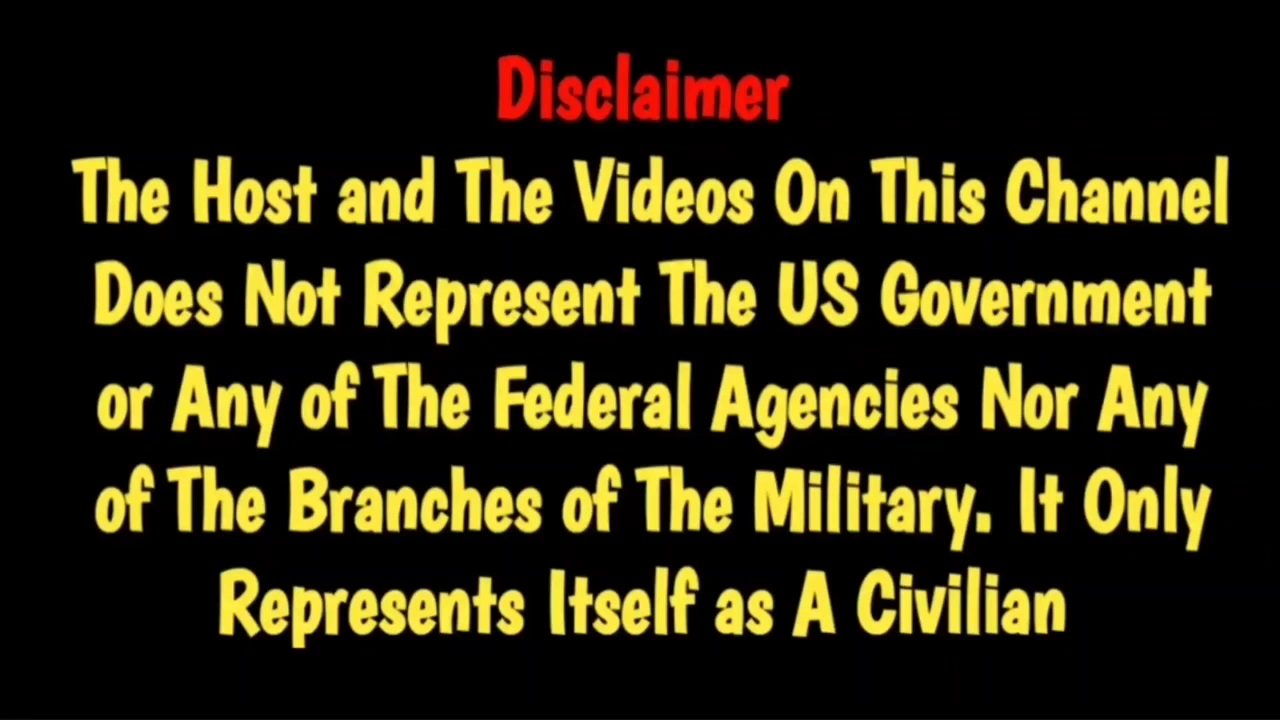 Disclaimer
The Host and The Videos On This Channel
Does Not Represent The US Government
or Any of The Federal Agencies Nor Any
of The Branches of The Military. It Only
Represents Itself as A Civilian